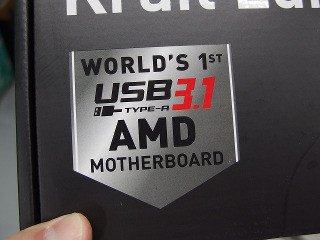 WORLD'S 1ST
USB 3.1
TYPE-A
AMD
MOTHERBOARD